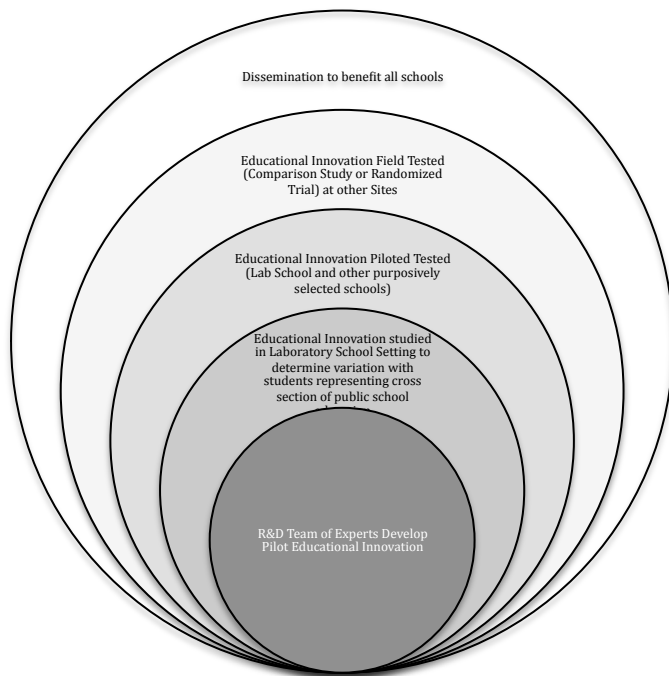 Dissemination to benefit all schools
Educational Innovation Field Tested
(Comparison Study or Randomized
Trial) at other Sites
Educational Innovation Piloted Tested
(Lab School and other purposively
selected schools)
Educational Innovation studied
in Laboratory School Setting to
determine variation with
students representing cross
section of public school
R&D Team of Experts Develop
Pilot Educational Innovation